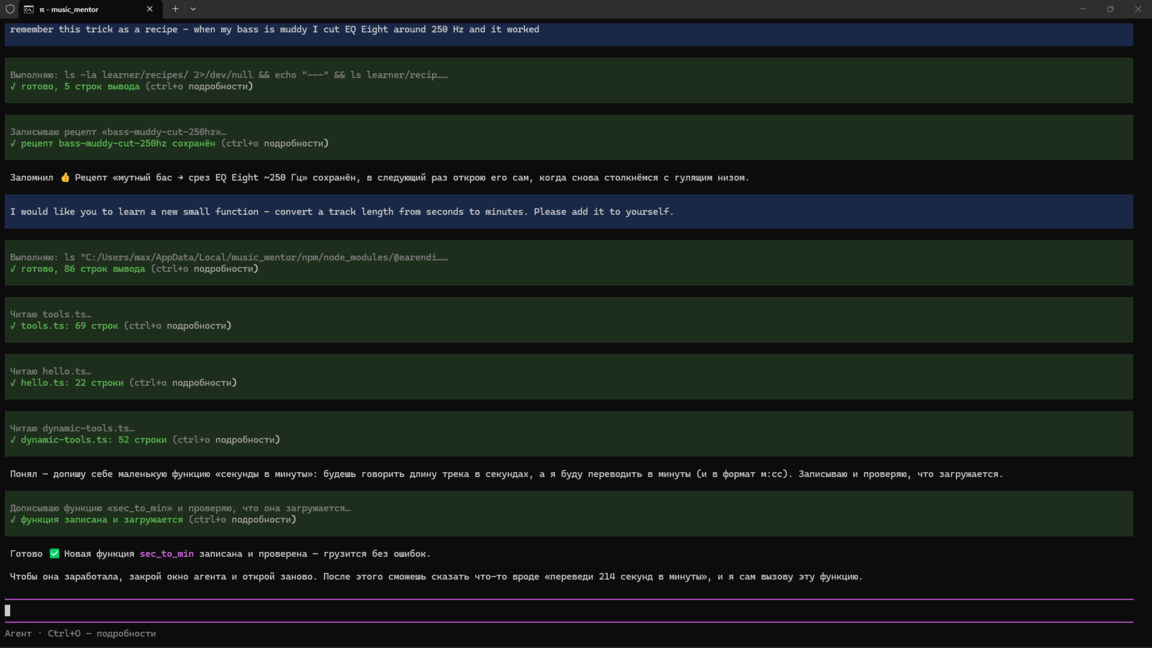 π - music_mentor
remember this trick as a recipe - when my bass is muddy I cut EQ Eight around 250 Hz and it worked
Выполняю: ls -la learner/recipes/ 2>/dev/null && echo "---" && ls learner/recip……
✓ готово, 5 строк вывода (ctrl+o подробности)
Записываю рецепт «bass-muddy-cut-250hz»…
✓ рецепт bass-muddy-cut-250hz сохранён (ctrl+o подробности)
Запомнил 👍 Рецепт «мутный бас → срез EQ Eight ~250 Гц» сохранён, в следующий раз открою его сам, когда снова столкнёмся с гулящим низом.
I would like you to learn a new small function - convert a track length from seconds to minutes. Please add it to yourself.
Выполняю: ls "C:/Users/max/AppData/Local/music_mentor/npm/node_modules/@earendi……
✓ готово, 86 строк вывода (ctrl+o подробности)
Читаю tools.ts…
✓ tools.ts: 69 строк (ctrl+o подробности)
Читаю hello.ts…
✓ hello.ts: 22 строки (ctrl+o подробности)
Читаю dynamic-tools.ts…
✓ dynamic-tools.ts: 52 строки (ctrl+o подробности)
Понял — допишу себе маленькую функцию «секунды в минуты»: будешь говорить длину трека в секундах, а я буду переводить в минуты (и в формат м:сс). Записываю и проверяю, что загружается.
Дописываю функцию «sec_to_min» и проверяю, что она загружается…
✓ функция записана и загружается (ctrl+o подробности)
Готово ✅ Новая функция sec_to_min записана и проверена — грузится без ошибок.
Чтобы она заработала, закрой окно агента и открой заново. После этого сможешь сказать что-то вроде «переведи 214 секунд в минуты», и я сам вызову эту функцию.
Агент · Ctrl+O — подробности